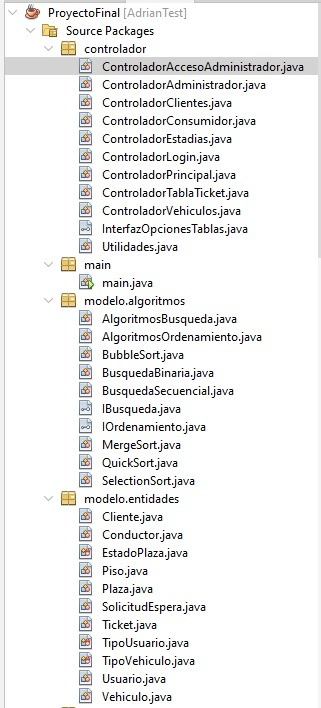 ProyectoFinal [AdrianTest]
Source Packages
controlador
ControladorAccesoAdministrador.java
ControladorAdministrador.java
ControladorClientes.java
ControladorConsumidor.java
ControladorEstadias.java
ControladorLogin.java
ControladorPrincipal.java
ControladorTablaTicket.java
ControladorVehiculos.java
InterfazOpcionesTablas.java
Utilidades.java
main
main.java
modelo.algoritmos
AlgoritmosBusqueda.java
AlgoritmosOrdenamiento.java
BubbleSort.java
BusquedaBinaria.java
BusquedaSecuencial.java
IBusqueda.java
IOrdenamiento.java
MergeSort.java
QuickSort.java
SelectionSort.java
modelo.entidades
Cliente.java
Conductor.java
EstadoPlaza.java
Piso.java
Plaza.java
SolicitudEspera.java
Ticket.java
TipoUsuario.java
TipoVehiculo.java
Usuario.java
Vehiculo.java